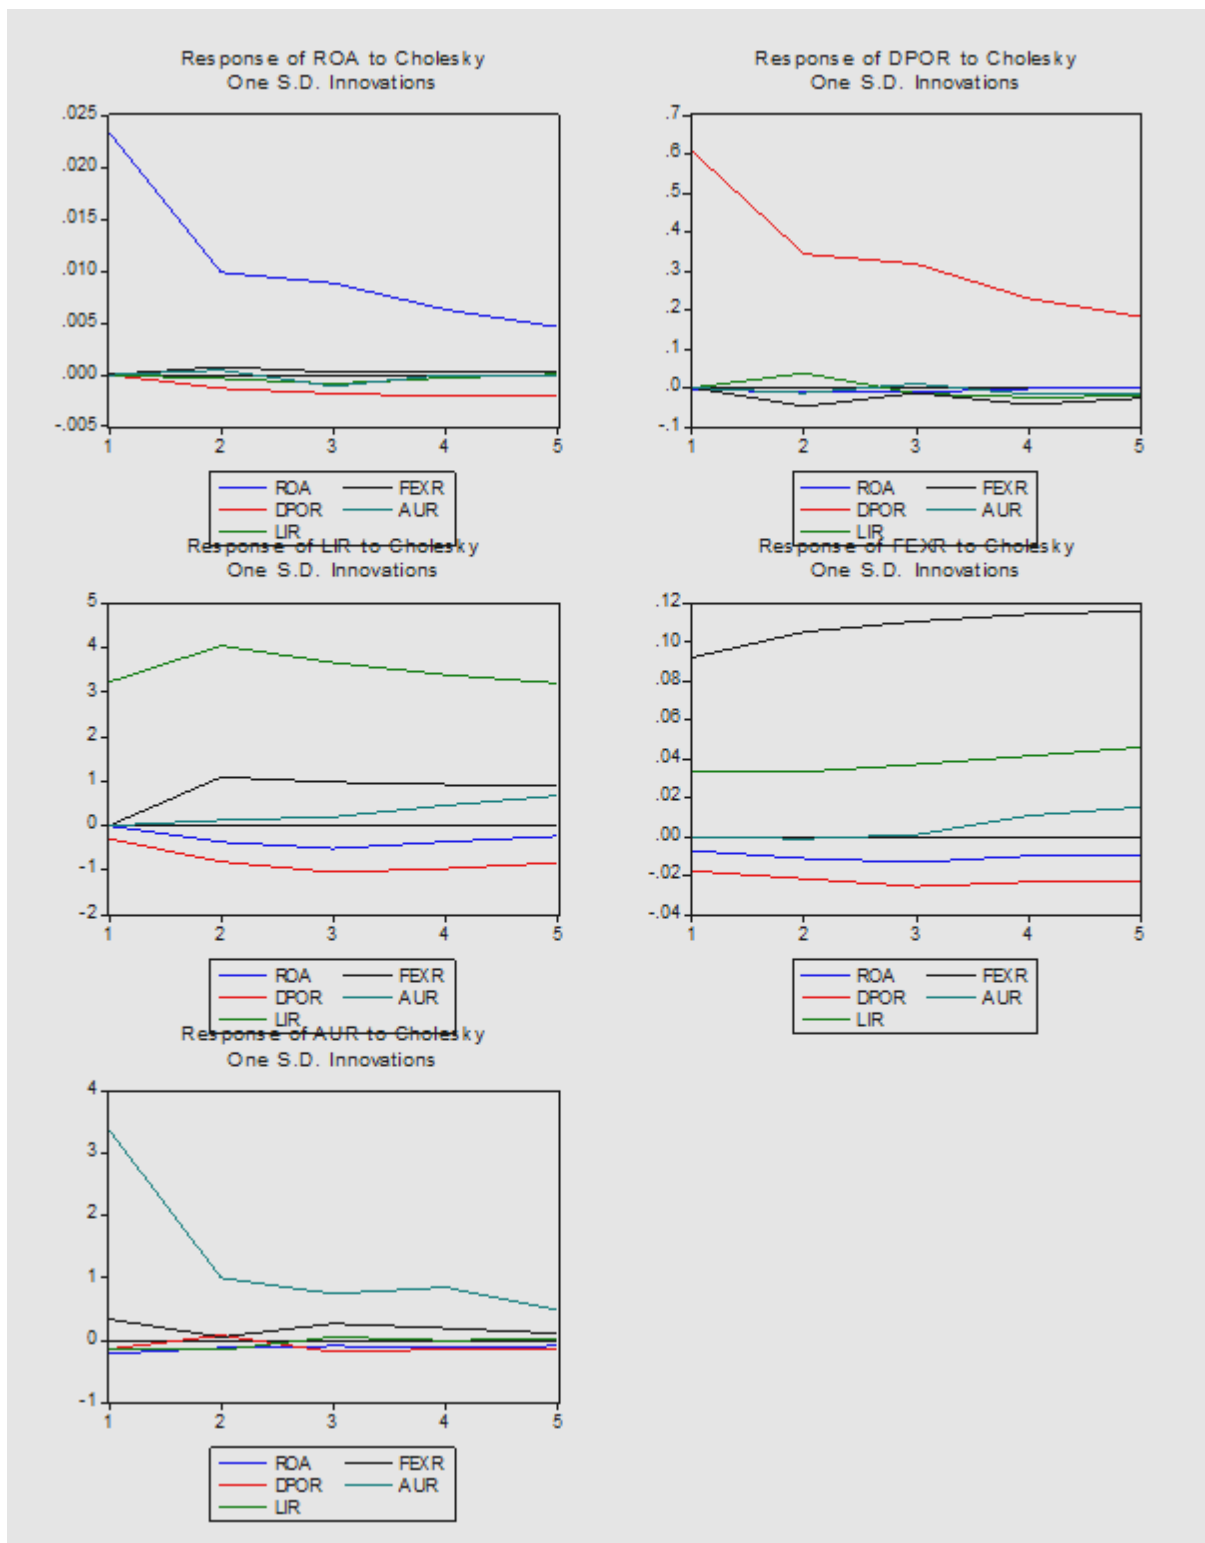 Response of ROA to Cholesky
One S.D. Innovations
.025
.020
.015
.010
.005
.000
-.005
1 2 3 4 5
ROA FEXR
DPOR AUR
LIR
Response of DPOR to Cholesky
One S.D. Innovations
.7
.6
.5
.4
.3
.2
.1
.0
-.1
1 2 3 4 5
ROA FEXR
DPOR AUR
LIR
Response of LIR to Cholesky
One S.D. Innovations
5
4
3
2
1
0
-1
-2
1 2 3 4 5
ROA FEXR
DPOR AUR
LIR
Response of FEXR to Cholesky
One S.D. Innovations
.12
.10
.08
.06
.04
.02
.00
-.02
-.04
1 2 3 4 5
ROA FEXR
DPOR AUR
LIR
Response of AUR to Cholesky
One S.D. Innovations
4
3
2
1
0
-1
1 2 3 4 5
ROA FEXR
DPOR AUR
LIR